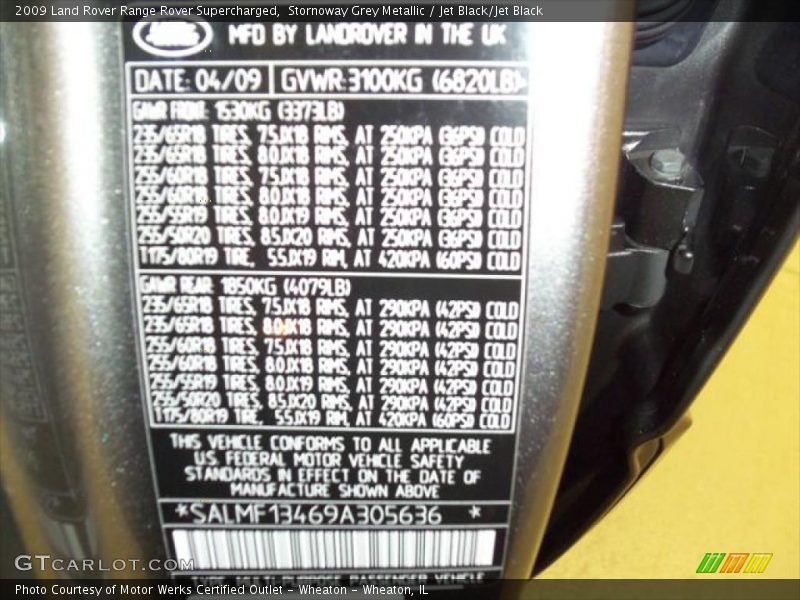 2009 Land Rover Range Rover Supercharged,  Stornoway Grey Metallic / Jet Black/Jet Black
MFD BY LANDROVER IN THE UK
DATE: 04/09 GVWR 3100KG (6820LB)
GAWR FRONT: 1530KG (3373LB)
235/65R18 TIRES, 7.5JX18 RIMS, AT 250KPA (36PSI) COLD
235/65R18 TIRES, 8.0JX18 RIMS, AT 250KPA (36PSI) COLD
255/60R18 TIRES, 7.5JX18 RIMS, AT 250KPA (36PSI) COLD
255/60R18 TIRES, 8.0JX18 RIMS, AT 250KPA (36PSI) COLD
255/55R19 TIRES, 8.0JX19 RIMS, AT 250KPA (36PSI) COLD
255/50R20 TIRES, 8.5JX20 RIMS, AT 250KPA (36PSI) COLD
T175/80R19 TIRE, 5.5JX19 RIM, AT 420KPA (60PSI) COLD
GAWR REAR: 1850KG (4079LB)
235/65R18 TIRES, 7.5JX18 RIMS, AT 290KPA (42PSI) COLD
235/65R18 TIRES, 8.0JX18 RIMS, AT 290KPA (42PSI) COLD
255/60R18 TIRES, 7.5JX18 RIMS, AT 290KPA (42PSI) COLD
255/60R18 TIRES, 8.0JX18 RIMS, AT 290KPA (42PSI) COLD
255/55R19 TIRES, 8.0JX19 RIMS, AT 290KPA (42PSI) COLD
255/50R20 TIRES, 8.5JX20 RIMS, AT 290KPA (42PSI) COLD
T175/80R19 TIRE, 5.5JX19 RIM, AT 420KPA (60PSI) COLD
THIS VEHICLE CONFORMS TO ALL APPLICABLE
U.S. FEDERAL MOTOR VEHICLE SAFETY
STANDARDS IN EFFECT ON THE DATE OF
MANUFACTURE SHOWN ABOVE
*SALMF13469A305636 *
TYPE: MULTI-PURPOSE PASSENGER VEHICLE
GTcarlot.com
Photo Courtesy of Motor Werks Certified Outlet - Wheaton - Wheaton, IL